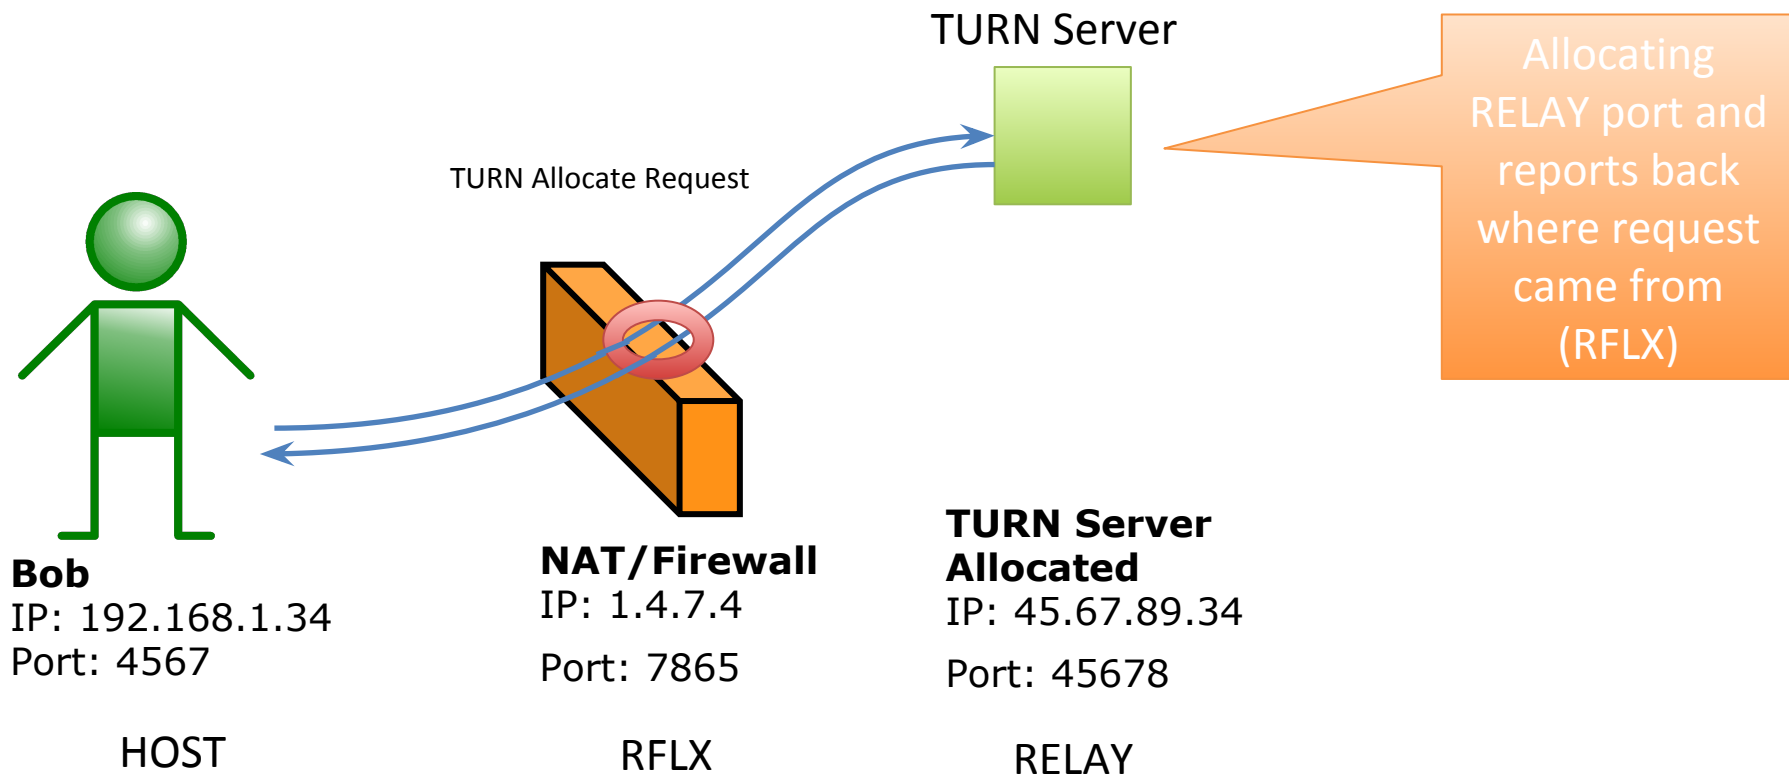 TURN Server
Allocating
RELAY port and
reports back
where request
came from
(RFLX)
TURN Allocate Request
Bob
IP: 192.168.1.34
Port: 4567
HOST
NAT/Firewall
IP: 1.4.7.4
Port: 7865
RFLX
TURN Server
Allocated
IP: 45.67.89.34
Port: 45678
RELAY